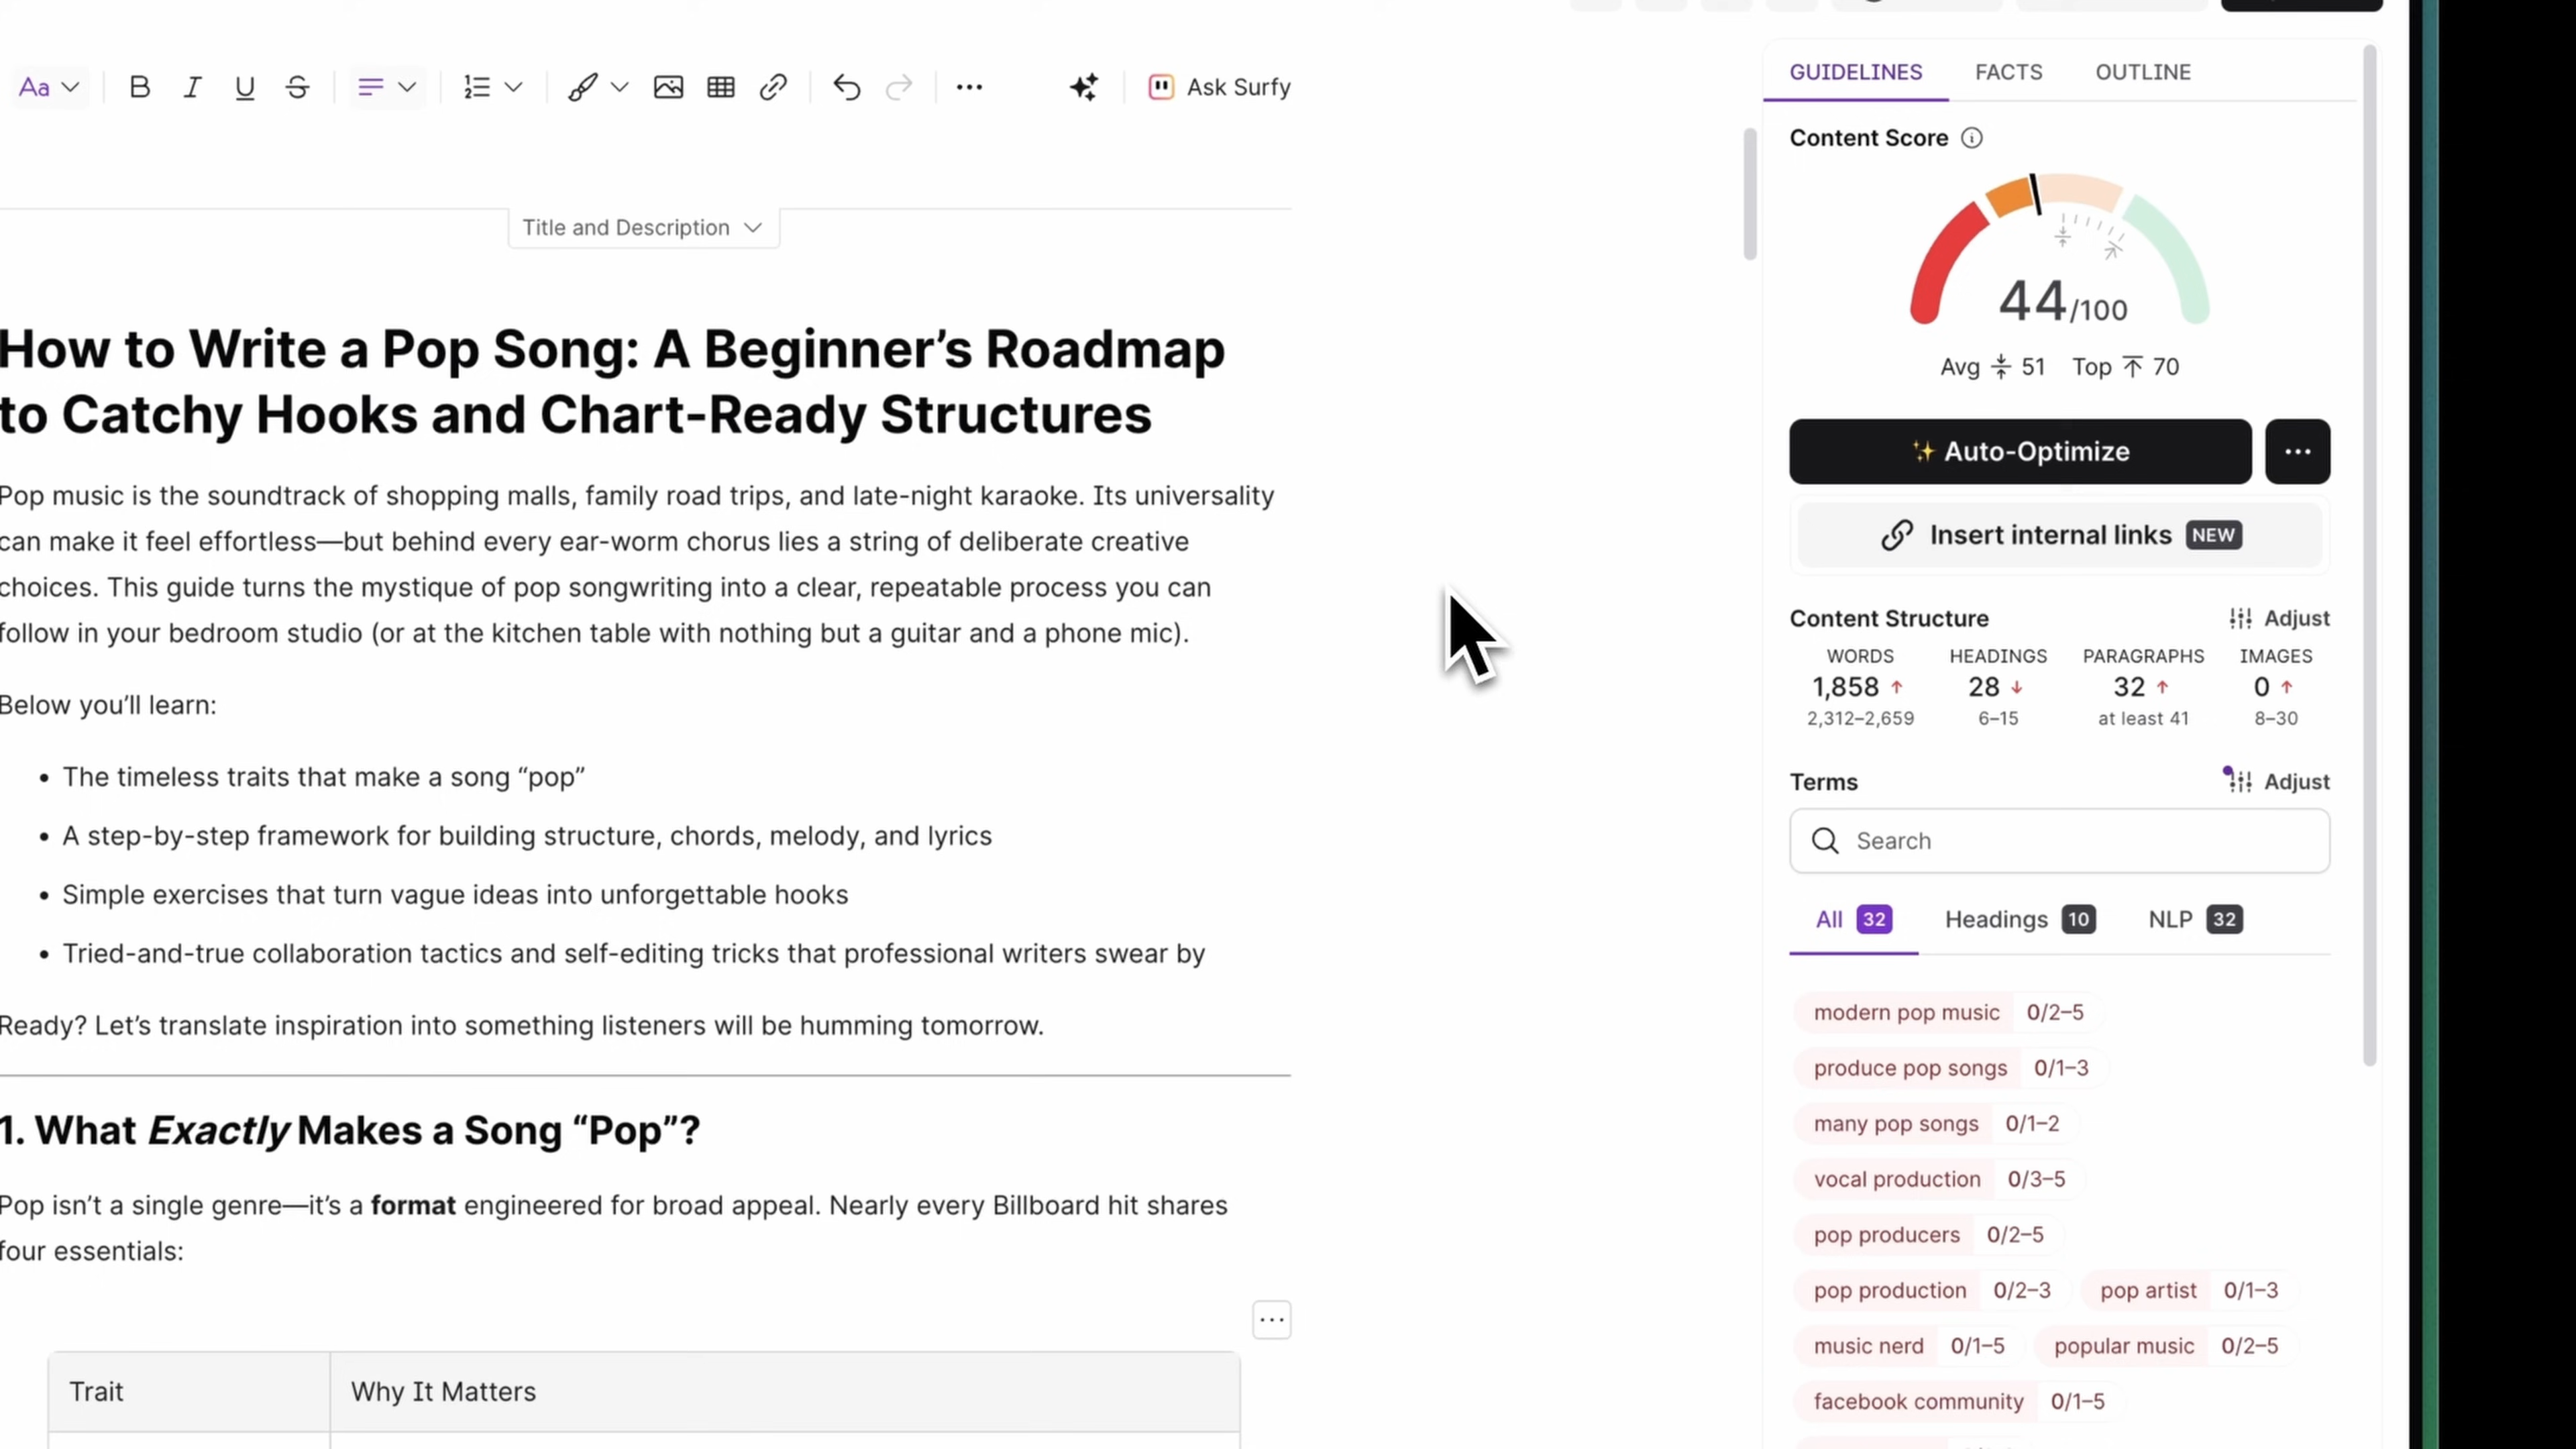 Aa
B I U S
Ask Surfy
Title and Description
How to Write a Pop Song: A Beginner’s Roadmap
to Catchy Hooks and Chart-Ready Structures
Pop music is the soundtrack of shopping malls, family road trips, and late-night karaoke. Its universality
can make it feel effortless—but behind every ear-worm chorus lies a string of deliberate creative
choices. This guide turns the mystique of pop songwriting into a clear, repeatable process you can
follow in your bedroom studio (or at the kitchen table with nothing but a guitar and a phone mic).
Below you’ll learn:
• The timeless traits that make a song “pop”
• A step-by-step framework for building structure, chords, melody, and lyrics
• Simple exercises that turn vague ideas into unforgettable hooks
• Tried-and-true collaboration tactics and self-editing tricks that professional writers swear by
Ready? Let’s translate inspiration into something listeners will be humming tomorrow.
1. What Exactly Makes a Song “Pop”?
Pop isn’t a single genre—it’s a format engineered for broad appeal. Nearly every Billboard hit shares
four essentials:
Trait Why It Matters
GUIDELINES FACTS OUTLINE
Content Score
44/100
Avg 51 Top 70
Auto-Optimize
Insert internal links NEW
Content Structure Adjust
WORDS HEADINGS PARAGRAPHS IMAGES
1,858 ↑ 28 ↓ 32 ↑ 0 ↑
2,312–2,659 6–15 at least 41 8–30
Terms Adjust
Search
All 32 Headings 10 NLP 32
modern pop music 0/2–5
produce pop songs 0/1–3
many pop songs 0/1–2
vocal production 0/3–5
pop producers 0/2–5
pop production 0/2–3 pop artist 0/1–3
music nerd 0/1–5 popular music 0/2–5
facebook community 0/1–5